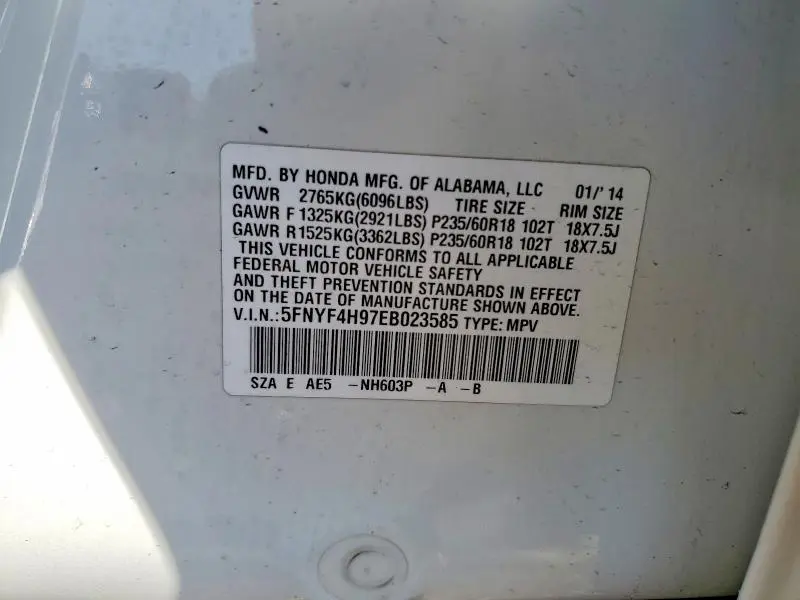 MFD. BY HONDA MFG. OF ALABAMA, LLC 01/'14
GVWR 2765KG(6096LBS) TIRE SIZE RIM SIZE
GAWR F 1325KG(2921LBS) P235/60R18 102T 18X7.5J
GAWR R1525KG(3362LBS) P235/60R18 102T 18X7.5J
THIS VEHICLE CONFORMS TO ALL APPLICABLE
FEDERAL MOTOR VEHICLE SAFETY
AND THEFT PREVENTION STANDARDS IN EFFECT
ON THE DATE OF MANUFACTURE SHOWN ABOVE.
V.I.N.:5FNYF4H97EB023585 TYPE: MPV
SZA E AE5 -NH603P -A -B